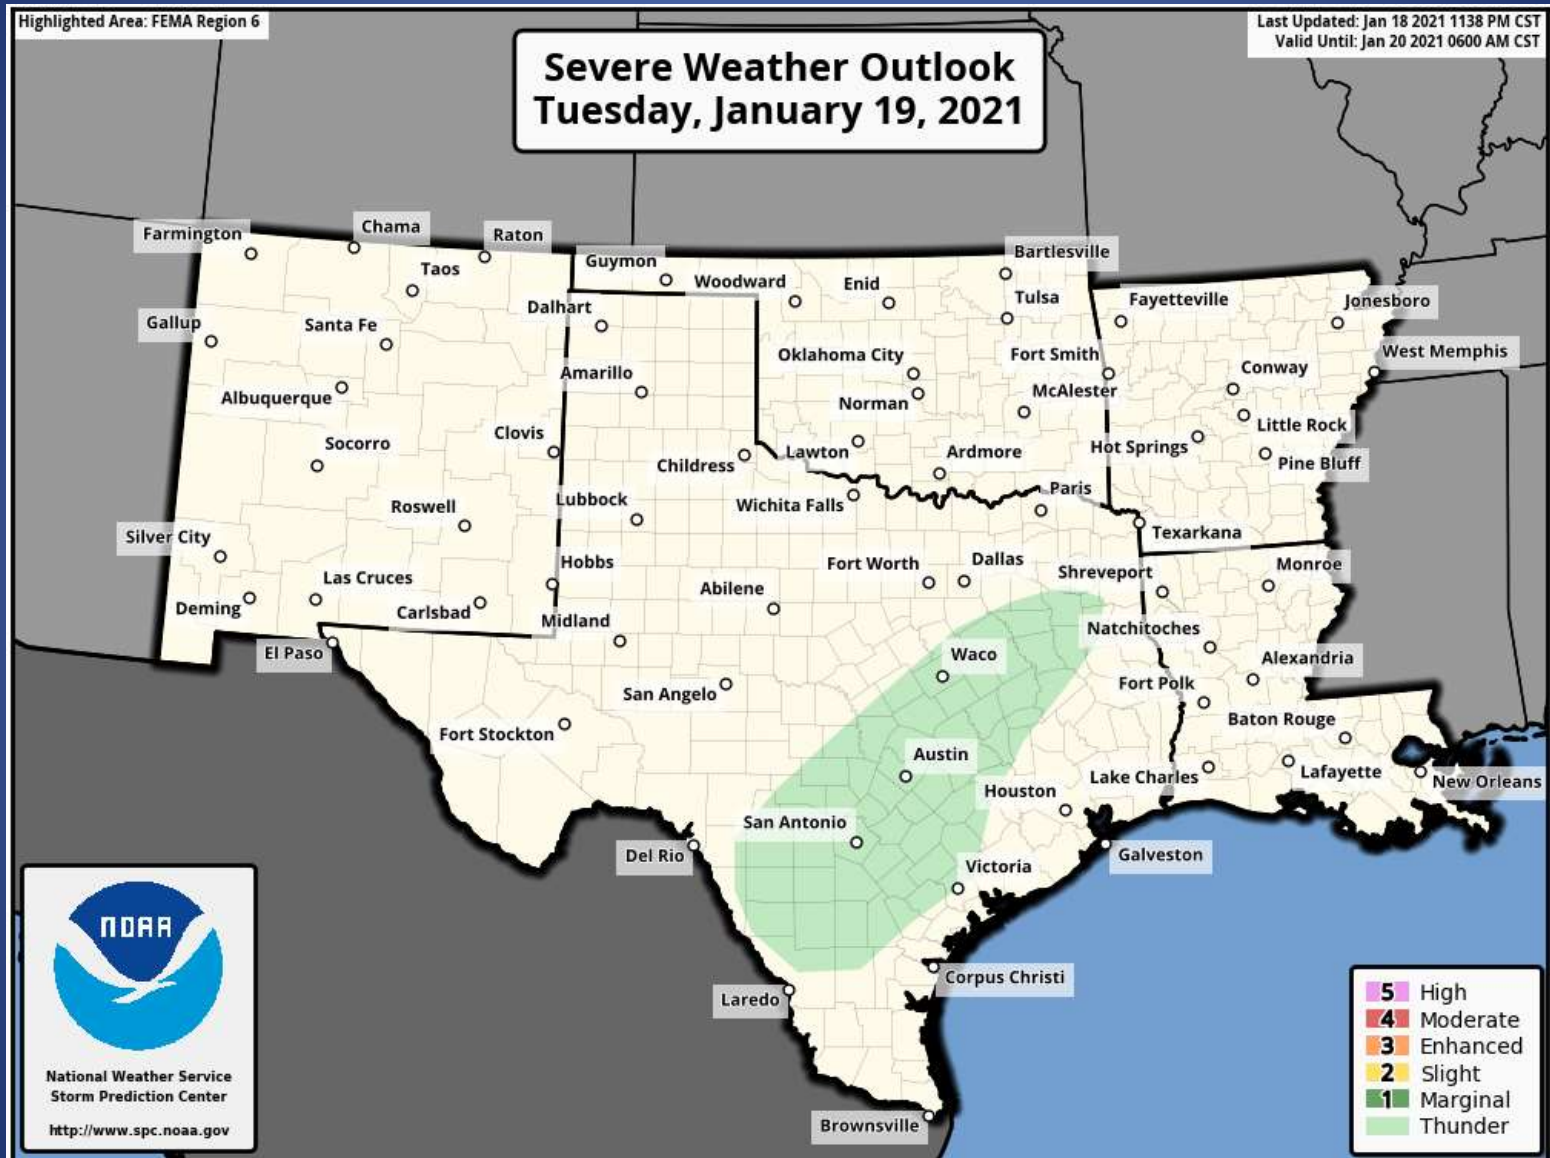 Highlighted Area: FEMA Region 6
Last Updated: Jan 18 2021 1138 PM CST
Valid Until: Jan 20 2021 0600 AM CST
Severe Weather Outlook
Tuesday, January 19, 2021
Farmington
Chama
Raton
Taos
Guymon
Woodward
Enid
Bartlesville
Tulsa
Fayetteville
Jonesboro
Gallup
Santa Fe
Dalhart
Oklahoma City
Fort Smith
Conway
West Memphis
Albuquerque
Amarillo
Norman
McAlester
Little Rock
Socorro
Clovis
Childress
Lawton
Ardmore
Hot Springs
Pine Bluff
Roswell
Lubbock
Wichita Falls
Paris
Texarkana
Silver City
Las Cruces
Hobbs
Abilene
Fort Worth
Dallas
Shreveport
Monroe
Deming
Carlsbad
Midland
Natchitoches
El Paso
Waco
Alexandria
San Angelo
Fort Polk
Fort Stockton
Baton Rouge
Austin
Lake Charles
Lafayette
New Orleans
Houston
San Antonio
Del Rio
Victoria
Galveston
Corpus Christi
Laredo
Brownsville
NOAA
National Weather Service
Storm Prediction Center
http://www.spc.noaa.gov
5 High
4 Moderate
3 Enhanced
2 Slight
1 Marginal
Thunder